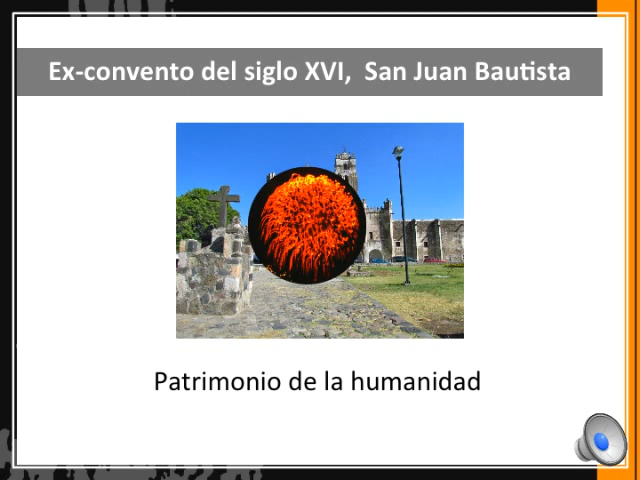 Ex-convento del siglo XVI,  San Juan Bautista
Patrimonio de la humanidad